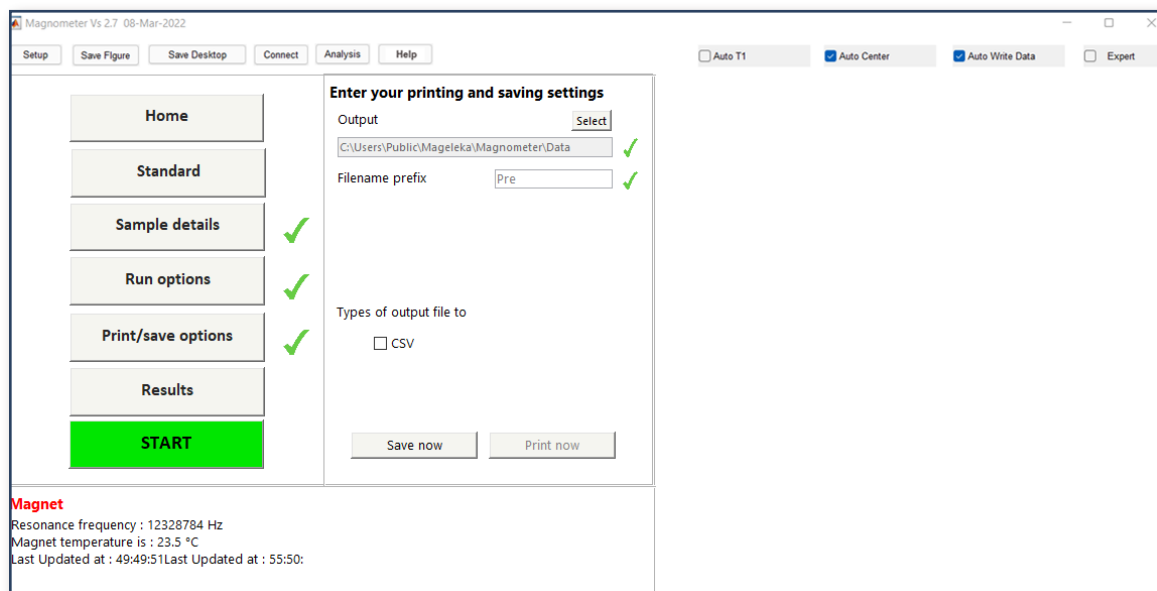 Magnometer Vs 2.7 08-Mar-2022
Setup Save FIgure Save Desktop Connect Analysis Help Auto T1 Auto Center Auto Write Data Expert
Home
Standard
Sample details
Run options
Print/save options
Results
START
Enter your printing and saving settings
Output Select
C:\Users\Public\Mageleka\Magnometer\Data
Filename prefix Pre
Types of output file to
CSV
Save now Print now
Magnet
Resonance frequency : 12328784 Hz
Magnet temperature is : 23.5 °C
Last Updated at : 49:49:51Last Updated at : 55:50: